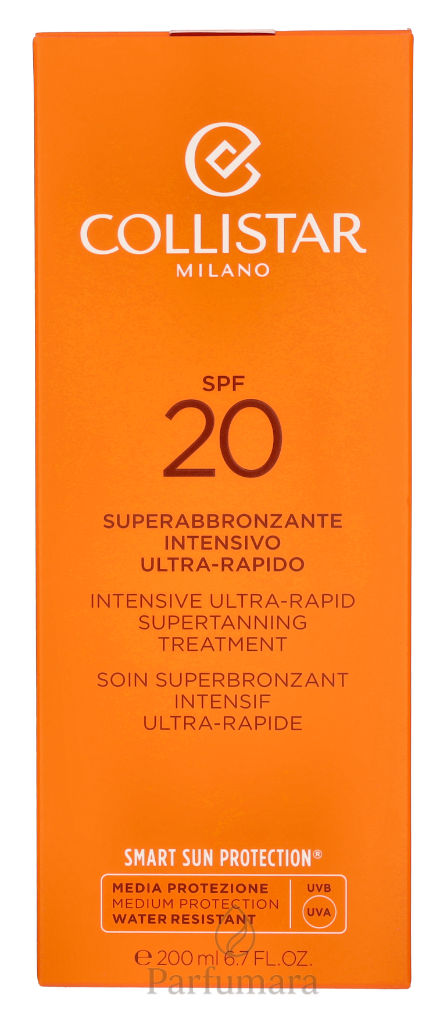 COLLISTAR
MILANO
SPF
20
SUPERABBRONZANTE
INTENSIVO
ULTRA-RAPIDO
INTENSIVE ULTRA-RAPID
SUPERTANNING
TREATMENT
SOIN SUPERBRONZANT
INTENSIF
ULTRA-RAPIDE
SMART SUN PROTECTION®
MEDIA PROTEZIONE
MEDIUM PROTECTION
WATER RESISTANT
UVB
UVA
℮ 200 ml 6.7 FL.OZ.
Parfumara